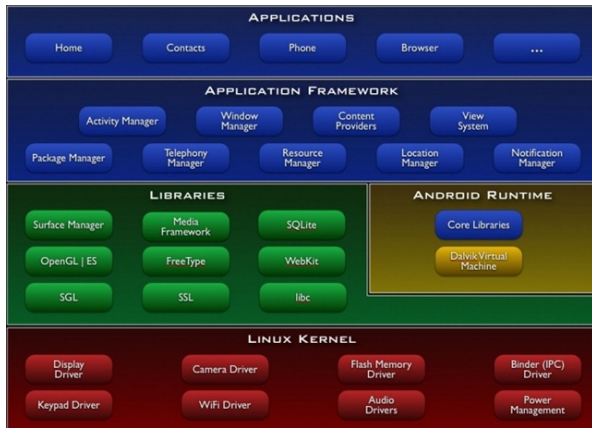 APPLICATIONS
Home
Contacts
Phone
Browser
...
APPLICATION FRAMEWORK
Activity Manager
Window
Manager
Content
Providers
View
System
Package Manager
Telephony
Manager
Resource
Manager
Location
Manager
Notification
Manager
LIBRARIES
Surface Manager
Media
Framework
SQLite
OpenGL | ES
FreeType
WebKit
SGL
SSL
libc
ANDROID RUNTIME
Core Libraries
Dalvik Virtual
Machine
LINUX KERNEL
Display
Driver
Camera Driver
Flash Memory
Driver
Binder (IPC)
Driver
Keypad Driver
WiFi Driver
Audio
Drivers
Power
Management